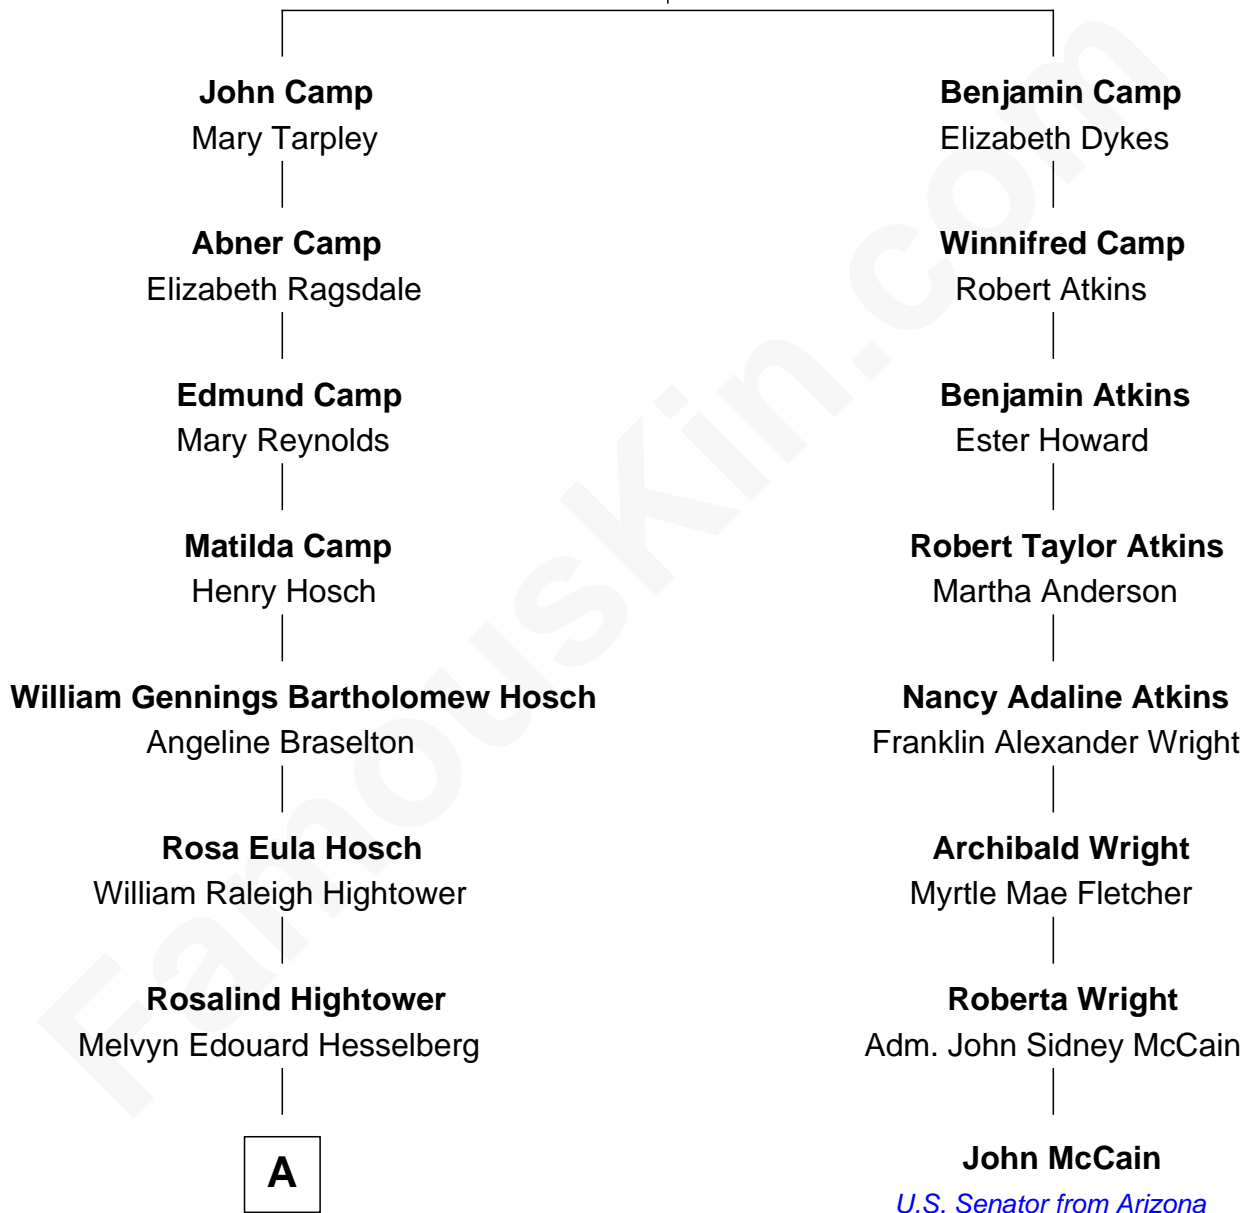 John Camp
Mary Tarpley
Abner Camp
Elizabeth Ragsdale
Edmund Camp
Mary Reynolds
Matilda Camp
Henry Hosch
William Gennings Bartholomew Hosch
Angeline Braselton
Rosa Eula Hosch
William Raleigh Hightower
Rosalind Hightower
Melvyn Edouard Hesselberg
A
Benjamin Camp
Elizabeth Dykes
Winnifred Camp
Robert Atkins
Benjamin Atkins
Ester Howard
Robert Taylor Atkins
Martha Anderson
Nancy Adaline Atkins
Franklin Alexander Wright
Archibald Wright
Myrtle Mae Fletcher
Roberta Wright
Adm. John Sidney McCain
John McCain
U.S. Senator from Arizona
FamousKin.com